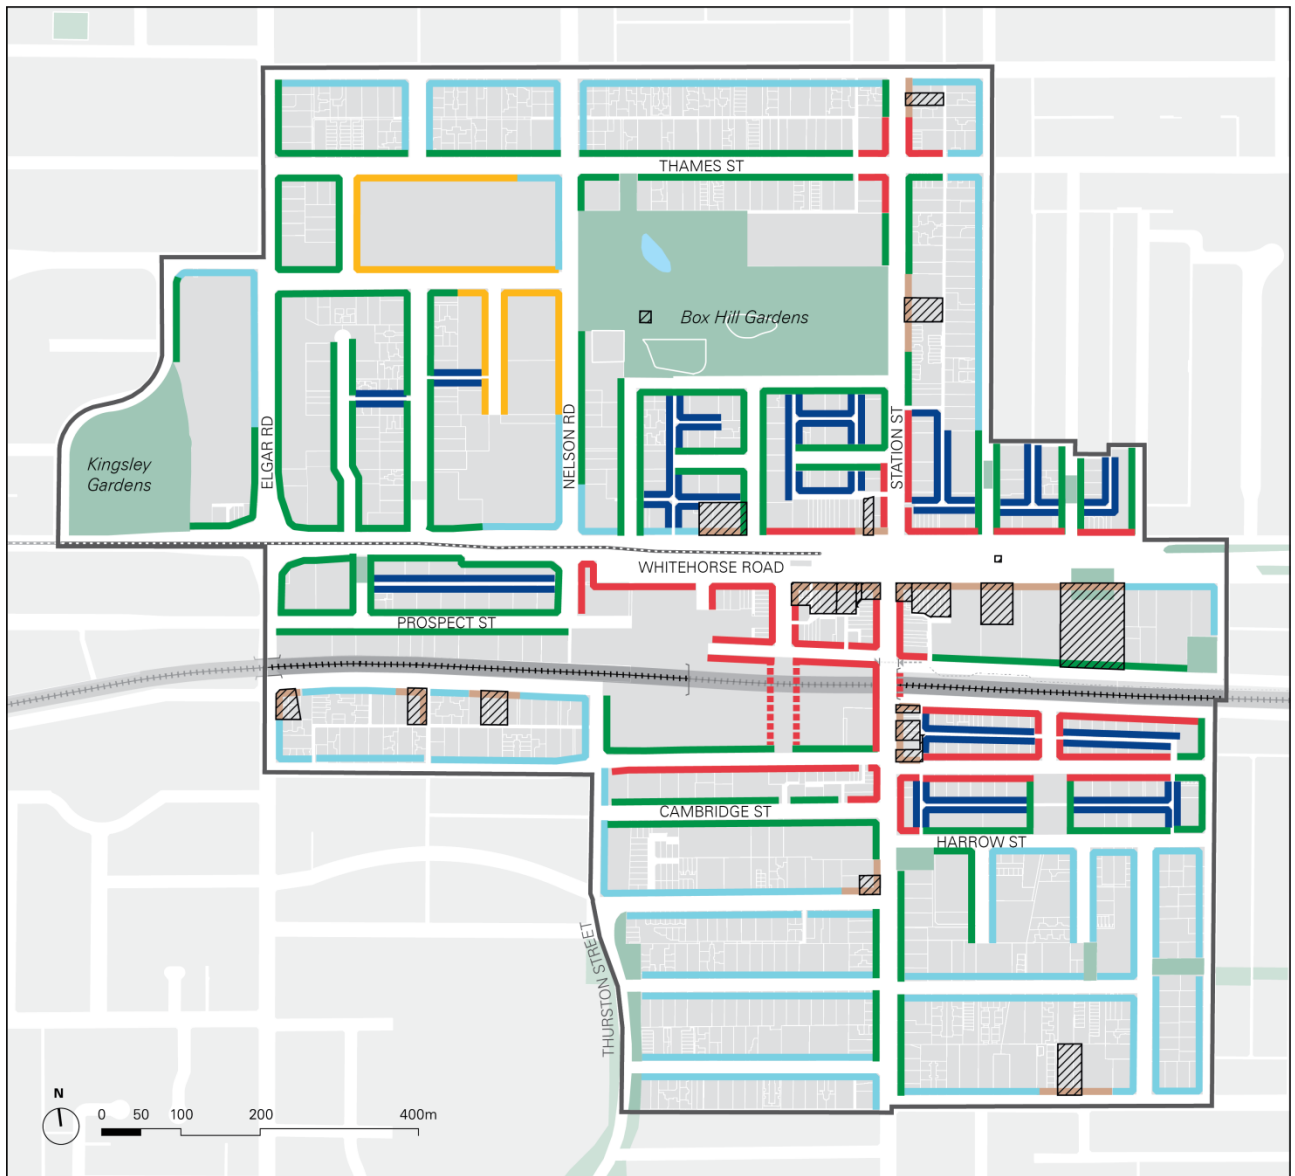 THAMES ST
Box Hill Gardens
ELGAR RD
NELSON RD
STATION ST
Kingsley
Gardens
WHITEHORSE ROAD
PROSPECT ST
CAMBRIDGE ST
HARROW ST
THURSTON STREET
N
0 50 100 200 400m